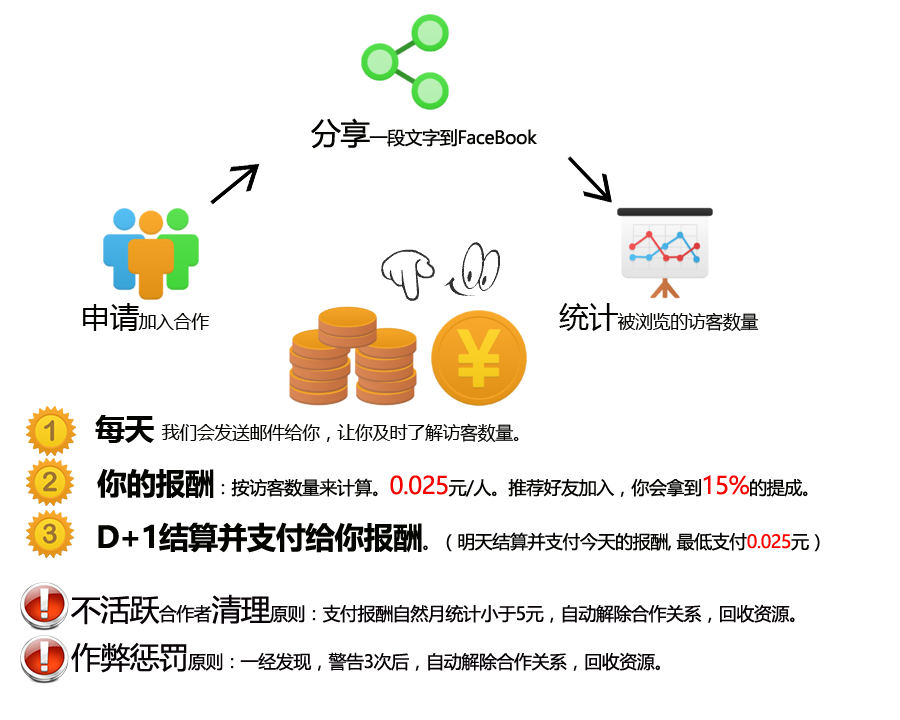 分享一段文字到FaceBook
申请加入合作
统计被浏览的访客数量
¥
1 每天 我们会发送邮件给你，让你及时了解访客数量。
2 你的报酬：按访客数量来计算。0.025元/人。推荐好友加入，你会拿到15%的提成。
3 D+1结算并支付给你报酬。（明天结算并支付今天的报酬, 最低支付0.025元）
不活跃合作者清理原则：支付报酬自然月统计小于5元，自动解除合作关系，回收资源。
作弊惩罚原则：一经发现，警告3次后，自动解除合作关系，回收资源。